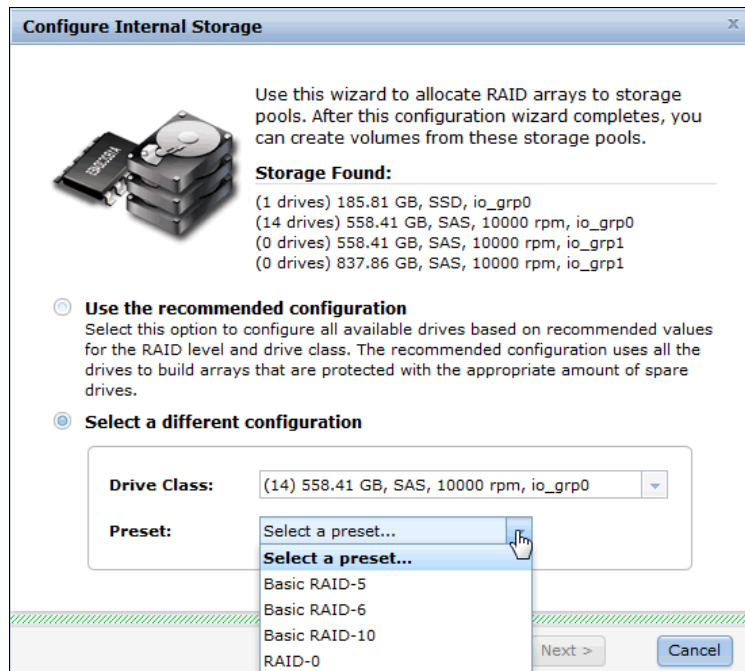 Configure Internal Storage
x
Use this wizard to allocate RAID arrays to storage
pools. After this configuration wizard completes, you
can create volumes from these storage pools.
Storage Found:
(1 drives) 185.81 GB, SSD, io_grp0
(14 drives) 558.41 GB, SAS, 10000 rpm, io_grp0
(0 drives) 558.41 GB, SAS, 10000 rpm, io_grp1
(0 drives) 837.86 GB, SAS, 10000 rpm, io_grp1
Use the recommended configuration
Select this option to configure all available drives based on recommended values
for the RAID level and drive class. The recommended configuration uses all the
drives to build arrays that are protected with the appropriate amount of spare
drives.
Select a different configuration
Drive Class:
(14) 558.41 GB, SAS, 10000 rpm, io_grp0
Preset:
Select a preset...
Select a preset...
Basic RAID-5
Basic RAID-6
Basic RAID-10
RAID-0
Next >
Cancel